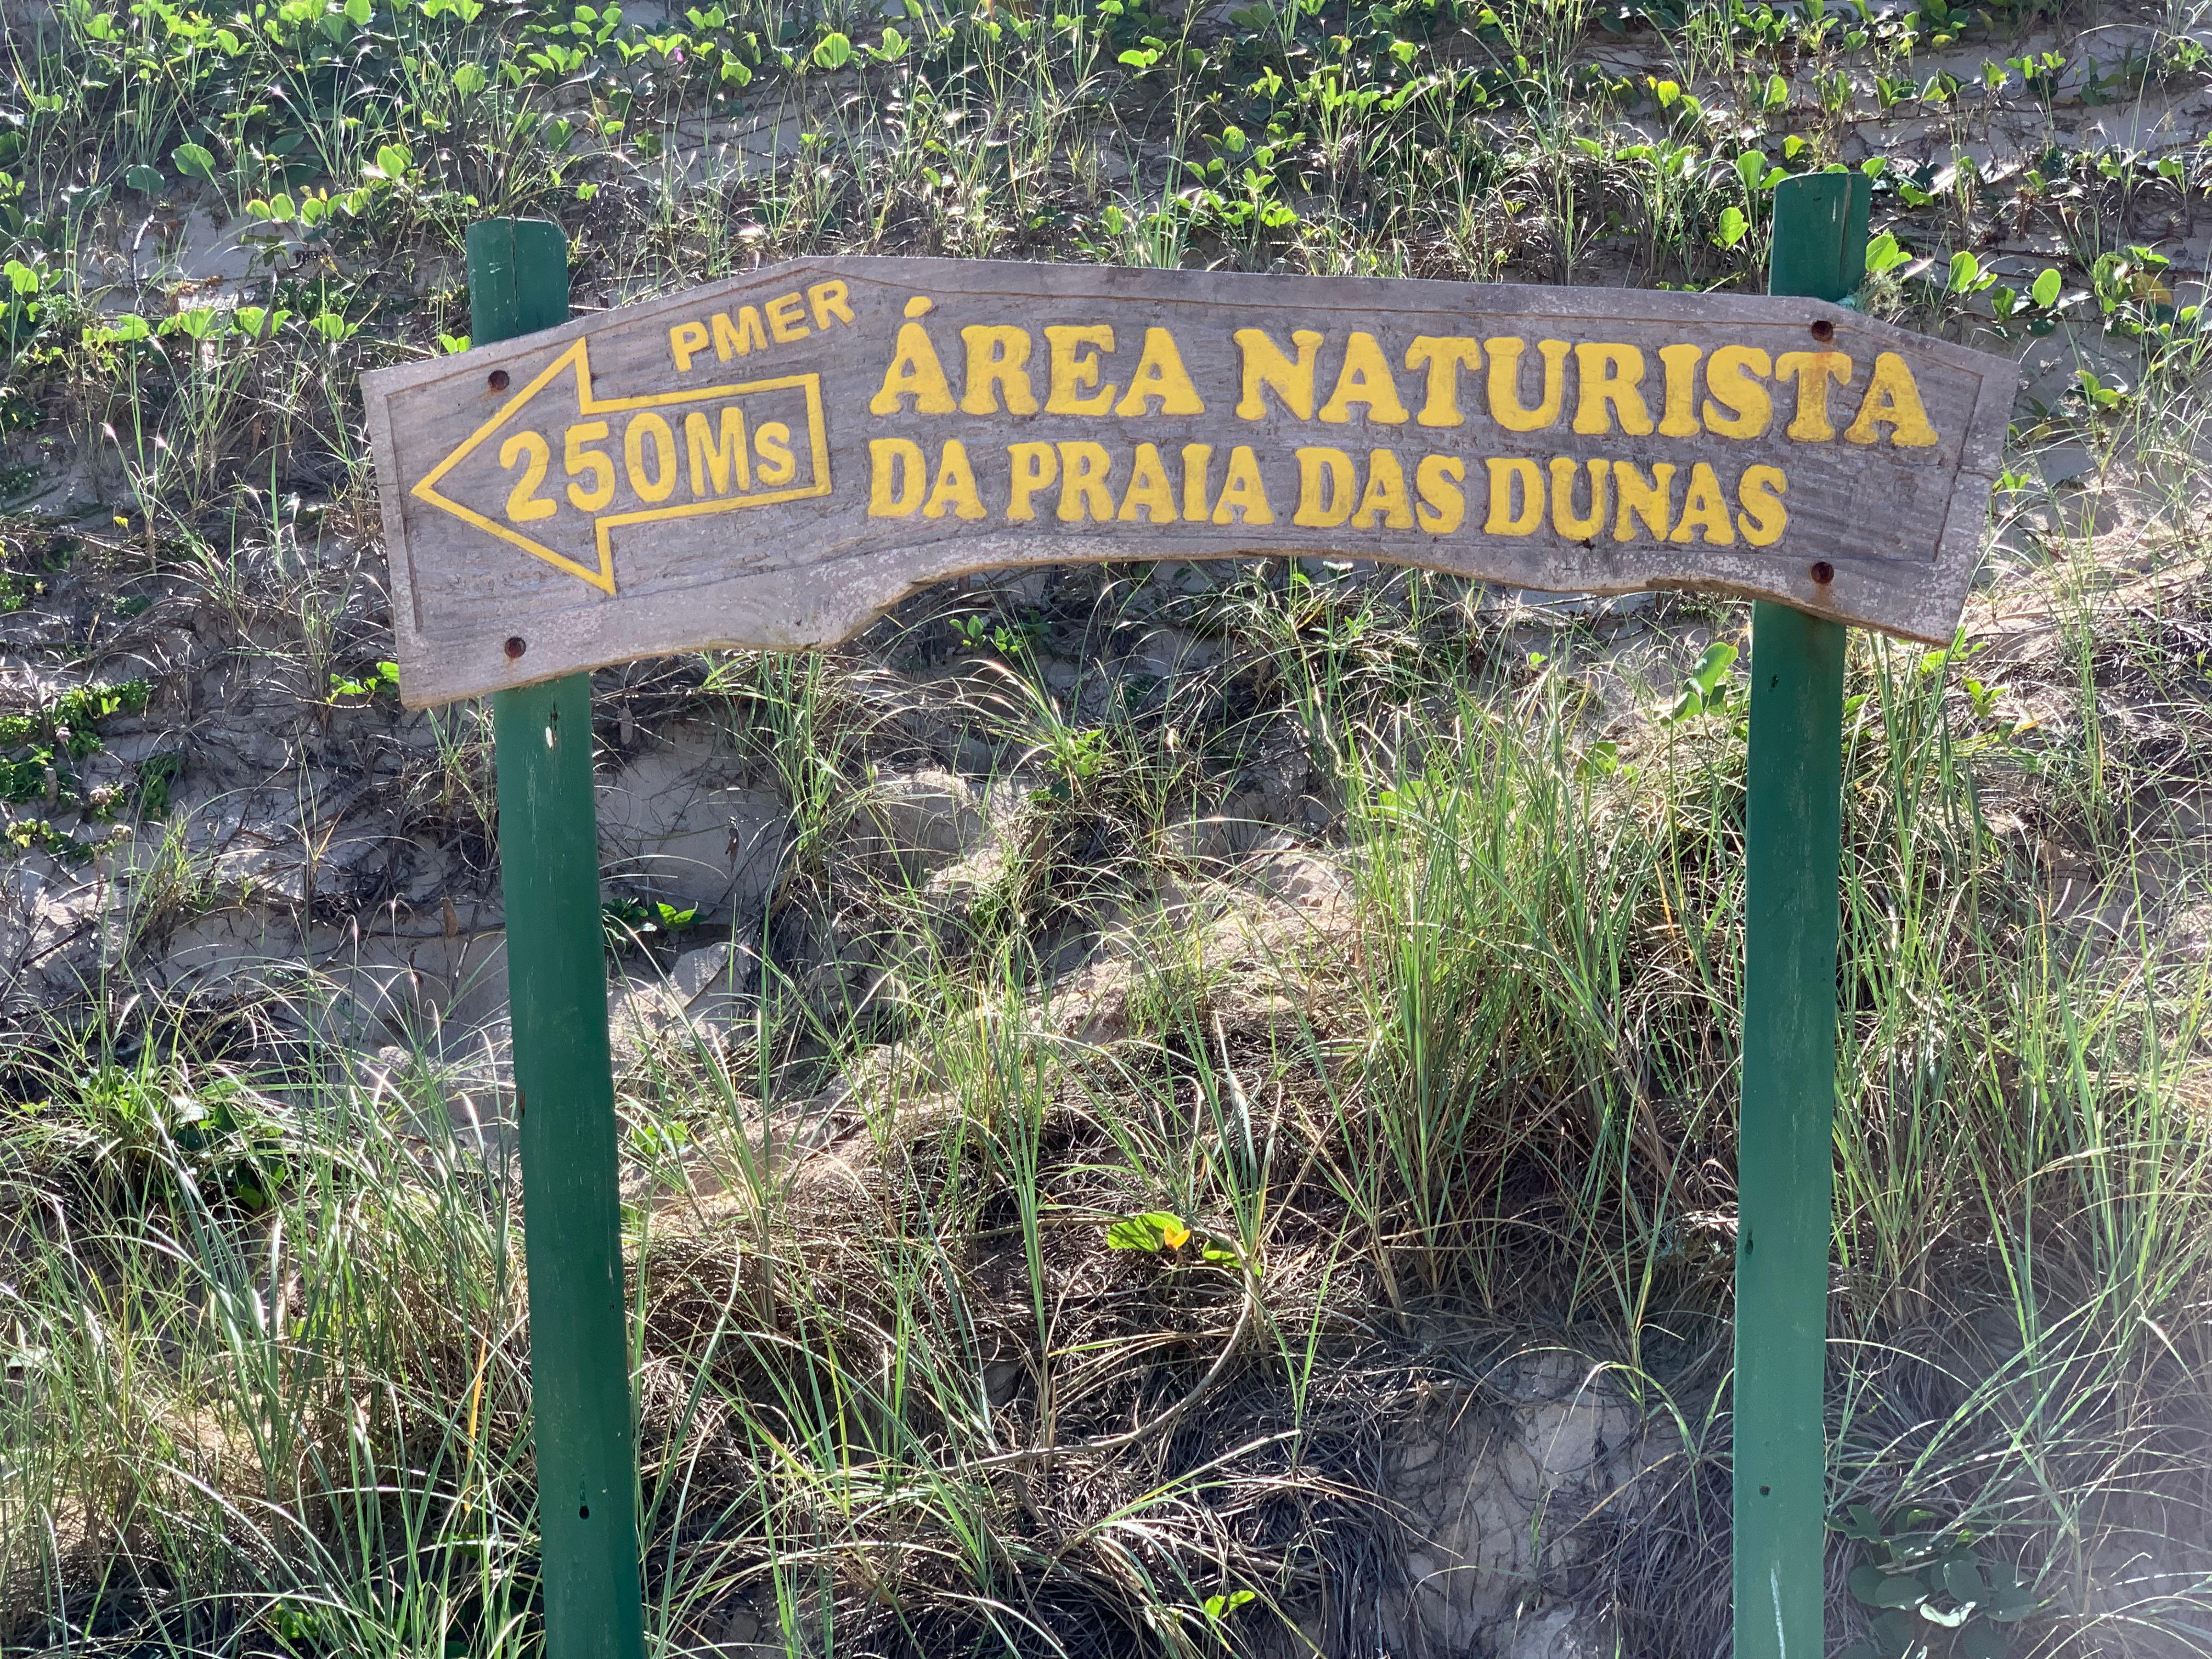 PMER
250Ms
ÁREA NATURISTA
DA PRAIA DAS DUNAS